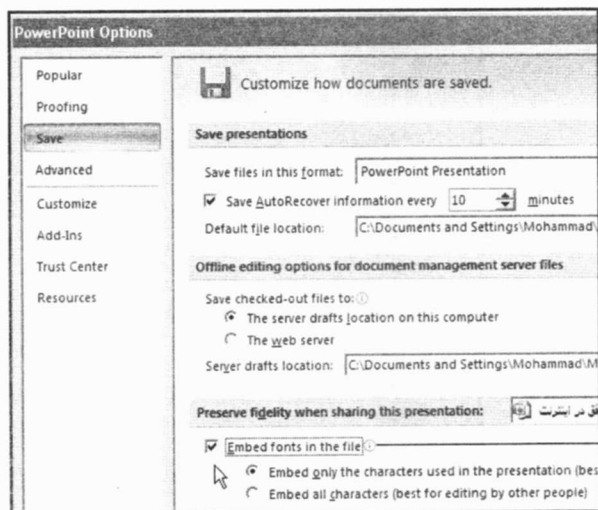 PowerPoint Options
Popular
Proofing
Save
Advanced
Customize
Add-Ins
Trust Center
Resources
Customize how documents are saved.
Save presentations
Save files in this format: PowerPoint Presentation
Save AutoRecover information every 10 minutes
Default file location: C:\Documents and Settings\Mohammad\
Offline editing options for document management server files
Save checked-out files to:
The server drafts location on this computer
The web server
Server drafts location: C:\Documents and Settings\Mohammad\M
Preserve fidelity when sharing this presentation: در اینترنت
Embed fonts in the file
Embed only the characters used in the presentation (bes
Embed all characters (best for editing by other people)